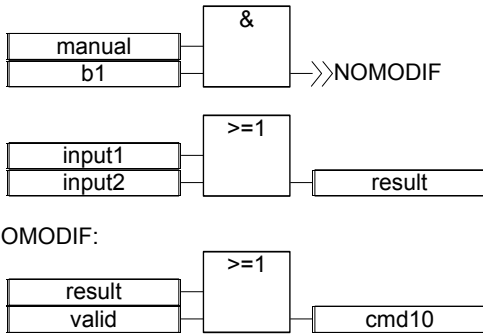 &
manual
b1
NOMODIF
>=1
input1
input2
result
OMODIF:
>=1
result
valid
cmd10